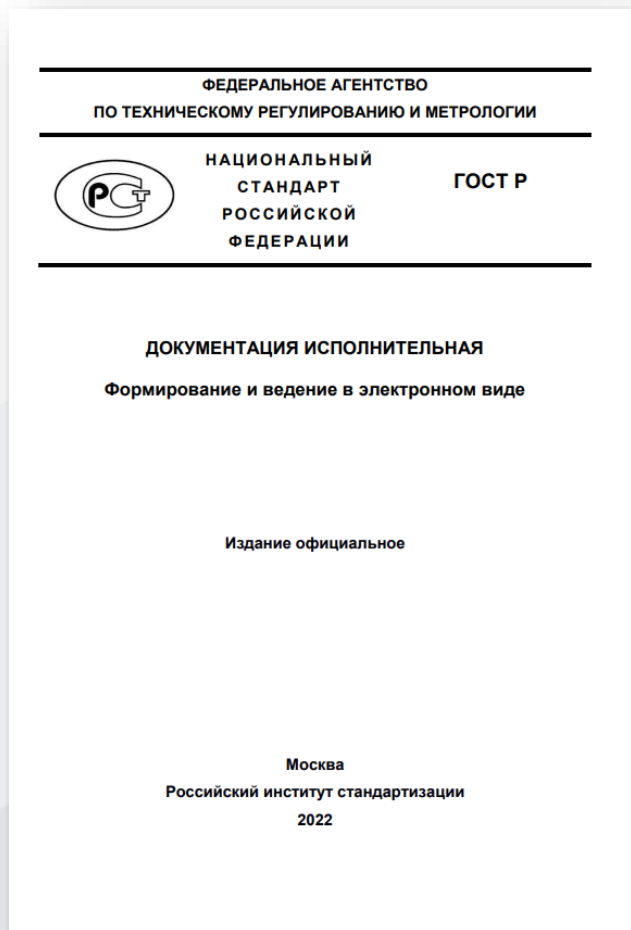 ФЕДЕРАЛЬНОЕ АГЕНТСТВО
ПО ТЕХНИЧЕСКОМУ РЕГУЛИРОВАНИЮ И МЕТРОЛОГИИ
РСТ
НАЦИОНАЛЬНЫЙ
СТАНДАРТ
РОССИЙСКОЙ
ФЕДЕРАЦИИ
ГОСТ Р
ДОКУМЕНТАЦИЯ ИСПОЛНИТЕЛЬНАЯ
Формирование и ведение в электронном виде
Издание официальное
Москва
Российский институт стандартизации
2022